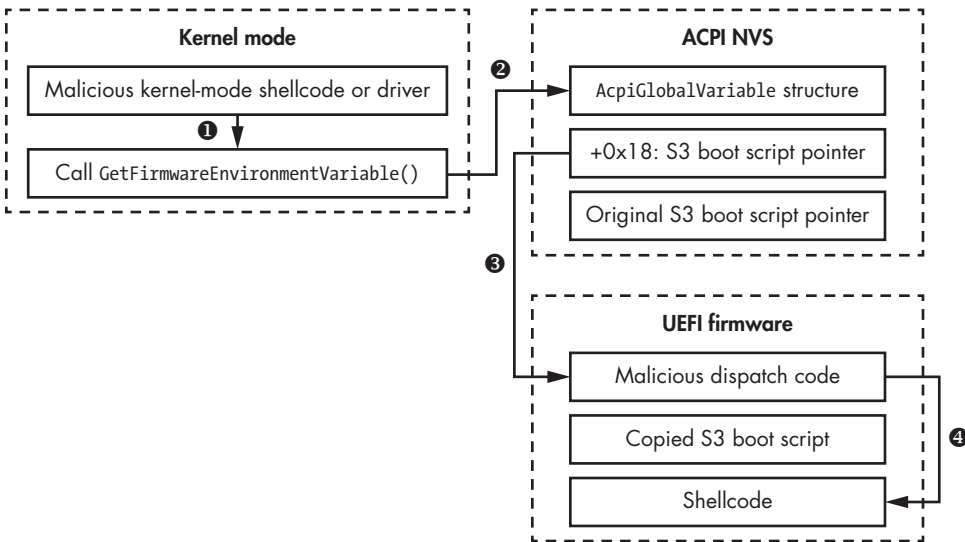 Kernel mode
Malicious kernel-mode shellcode or driver
❶
Call GetFirmwareEnvironmentVariable()
❷
ACPI NVS
AcpiGlobalVariable structure
+0x18: S3 boot script pointer
Original S3 boot script pointer
❸
UEFI firmware
Malicious dispatch code
Copied S3 boot script
❹
Shellcode